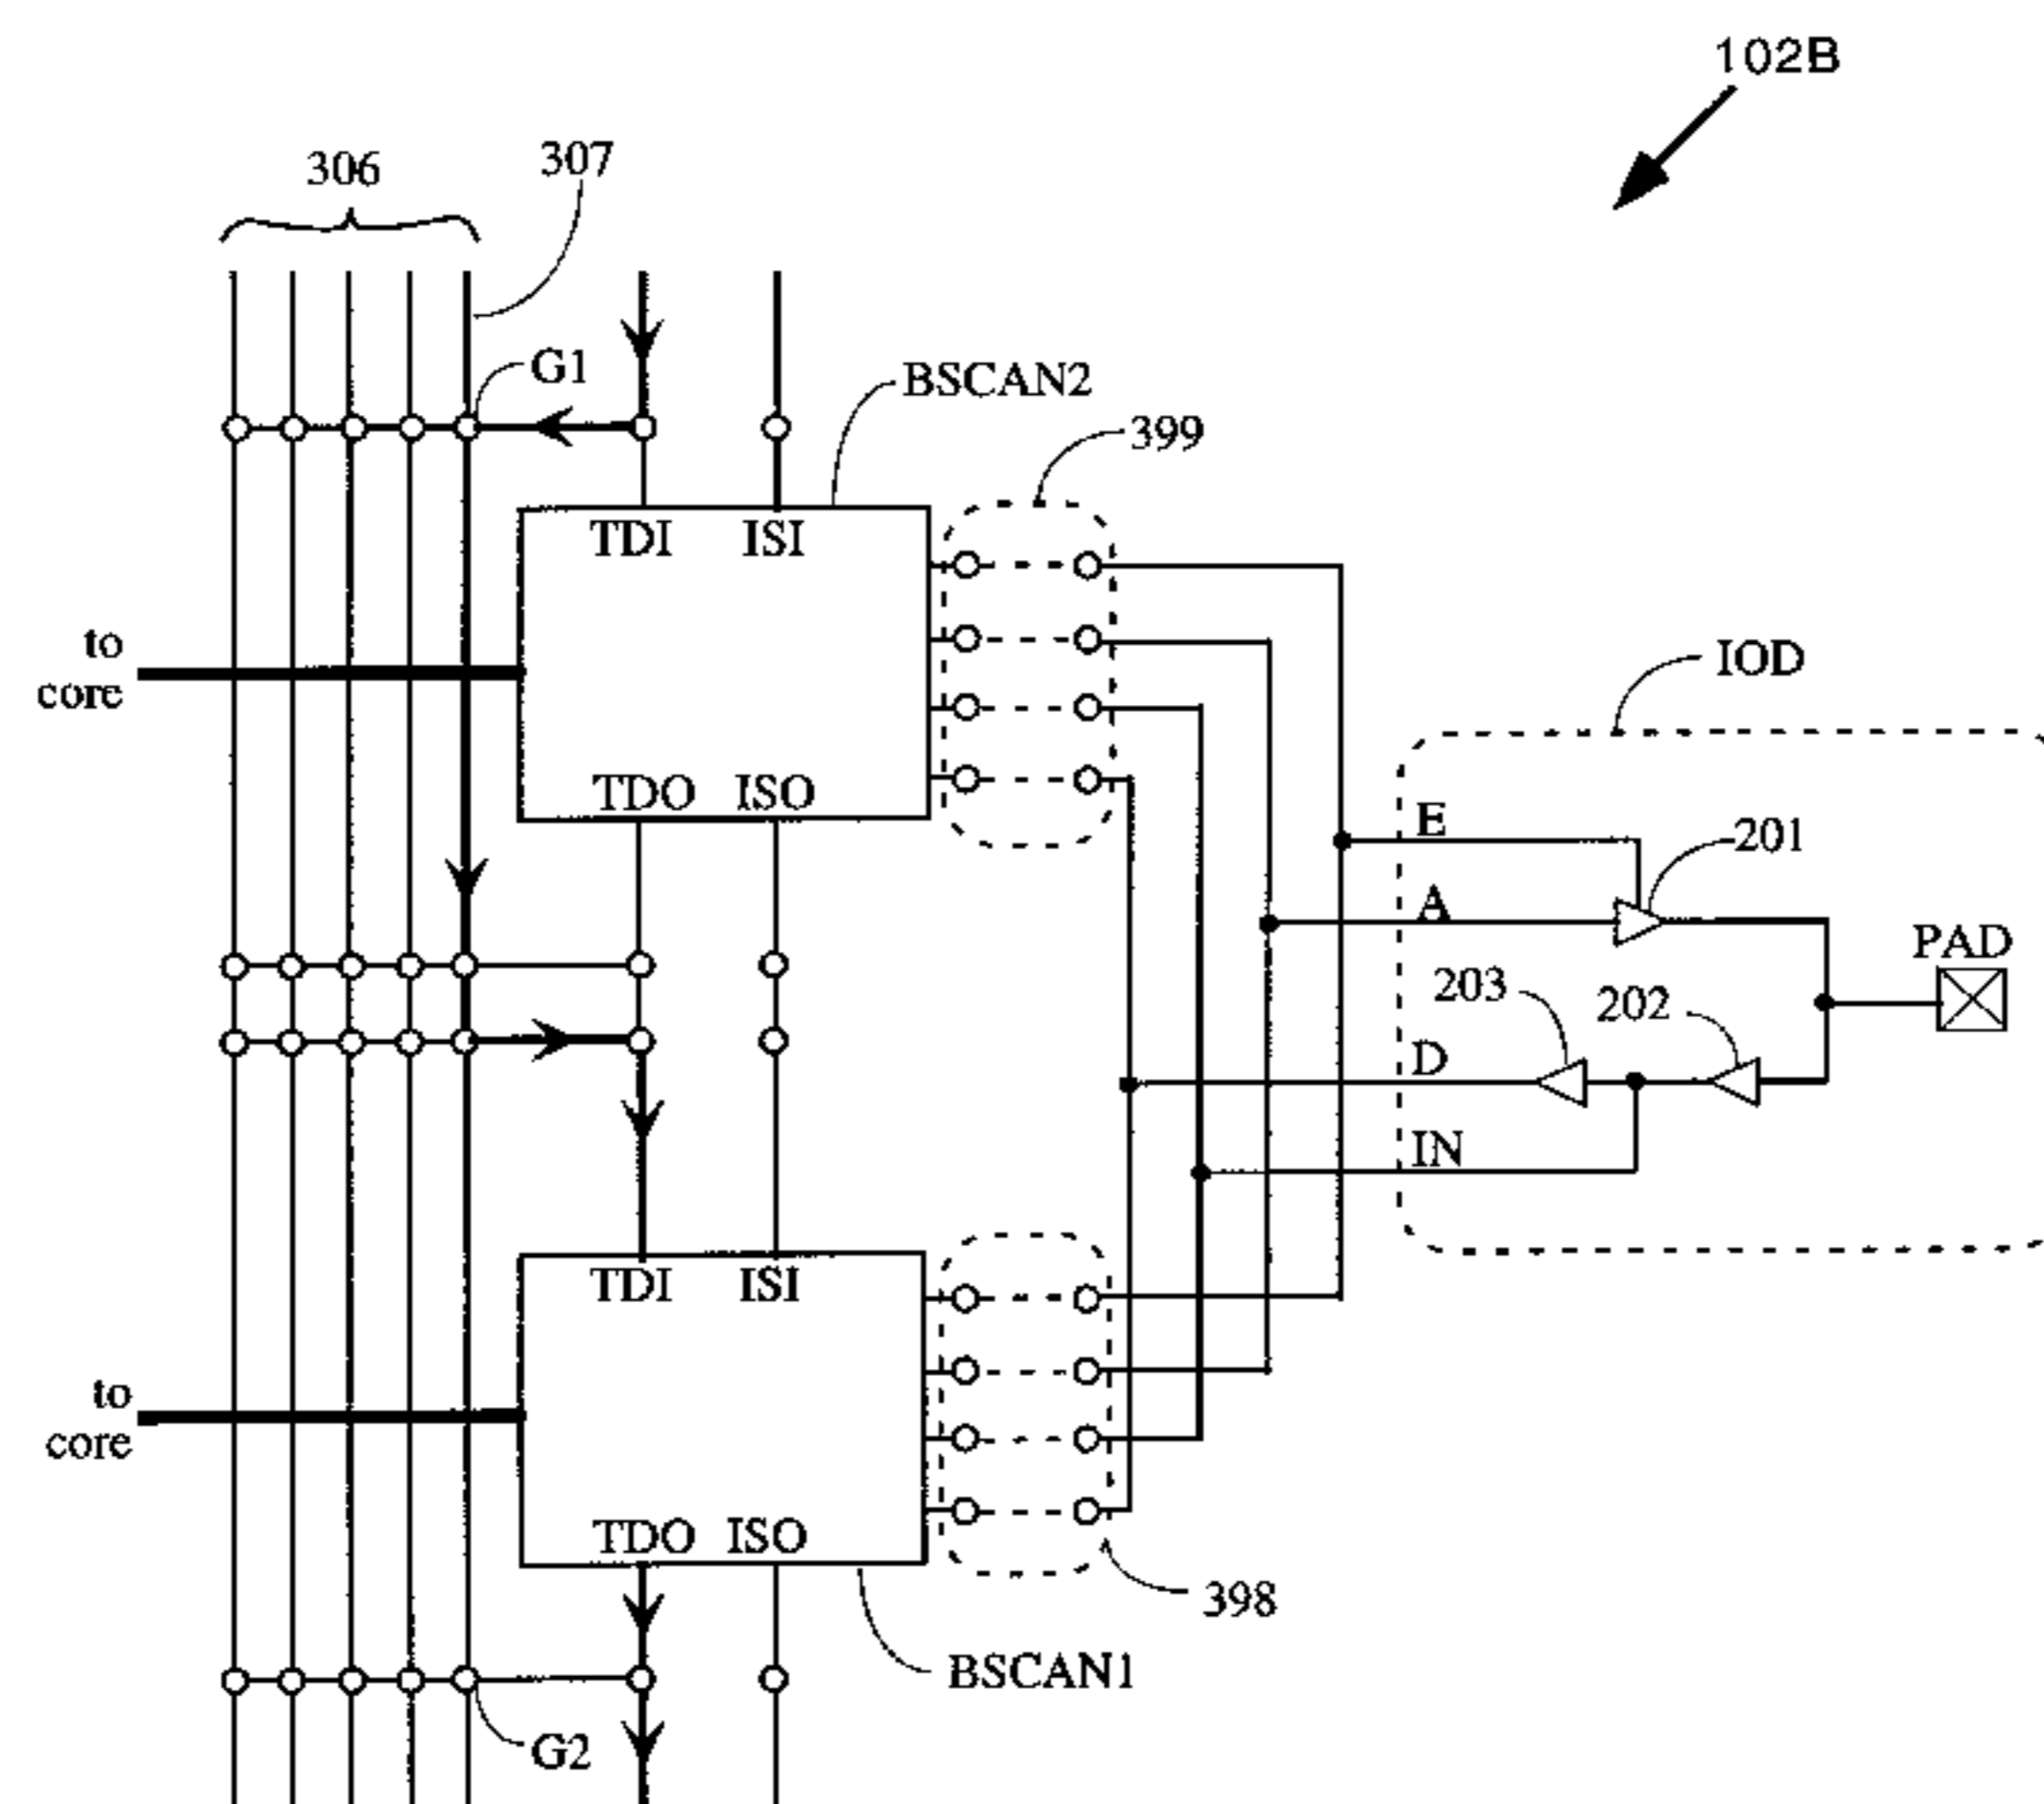 102B
306
307
G1
BSCAN2
399
TDI ISI
to
core
IOD
TDO ISO
E
201
A
PAD
203
202
D
IN
TDI ISI
to
core
TDO ISO
398
BSCAN1
G2